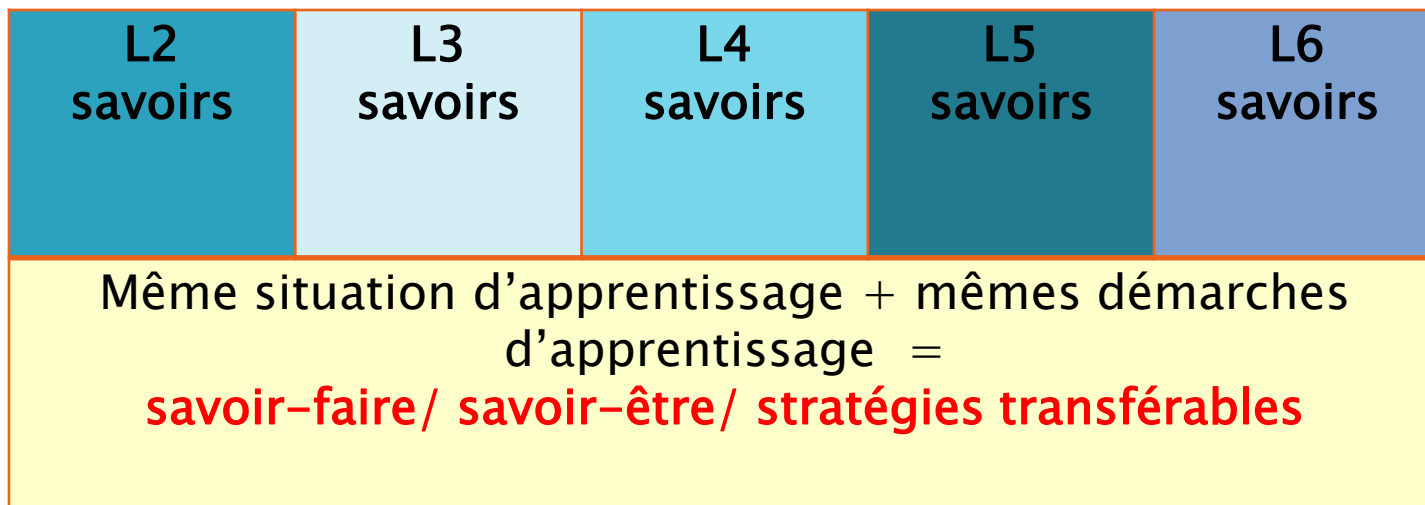 L2
savoirs
L3
savoirs
L4
savoirs
L5
savoirs
L6
savoirs
Même situation d’apprentissage + mêmes démarches
d’apprentissage =
savoir-faire/ savoir-être/ stratégies transférables